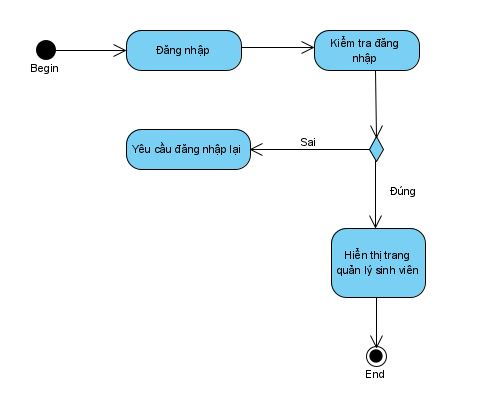 Begin
Đăng nhập
Kiểm tra đăng
nhập
Yêu cầu đăng nhập lại
Sai
Đúng
Hiển thị trang
quản lý sinh viên
End